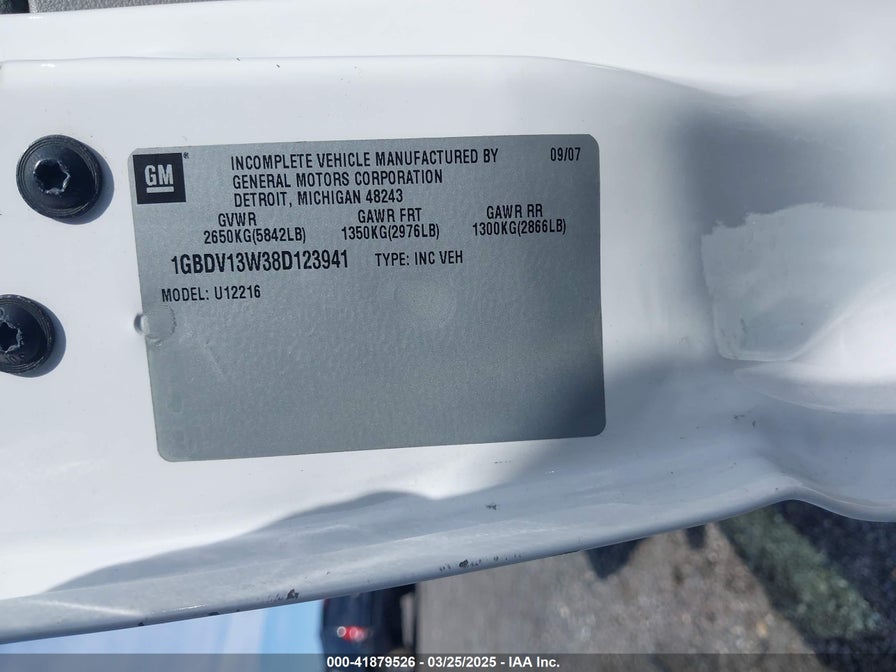 GM
INCOMPLETE VEHICLE MANUFACTURED BY 09/07
GENERAL MOTORS CORPORATION
DETROIT, MICHIGAN 48243
GVWR GAWR FRT GAWR RR
2650KG(5842LB) 1350KG(2976LB) 1300KG(2866LB)
1GBDV13W38D123941 TYPE: INC VEH
MODEL: U12216
000-41879526 - 03/25/2025 - IAA Inc.